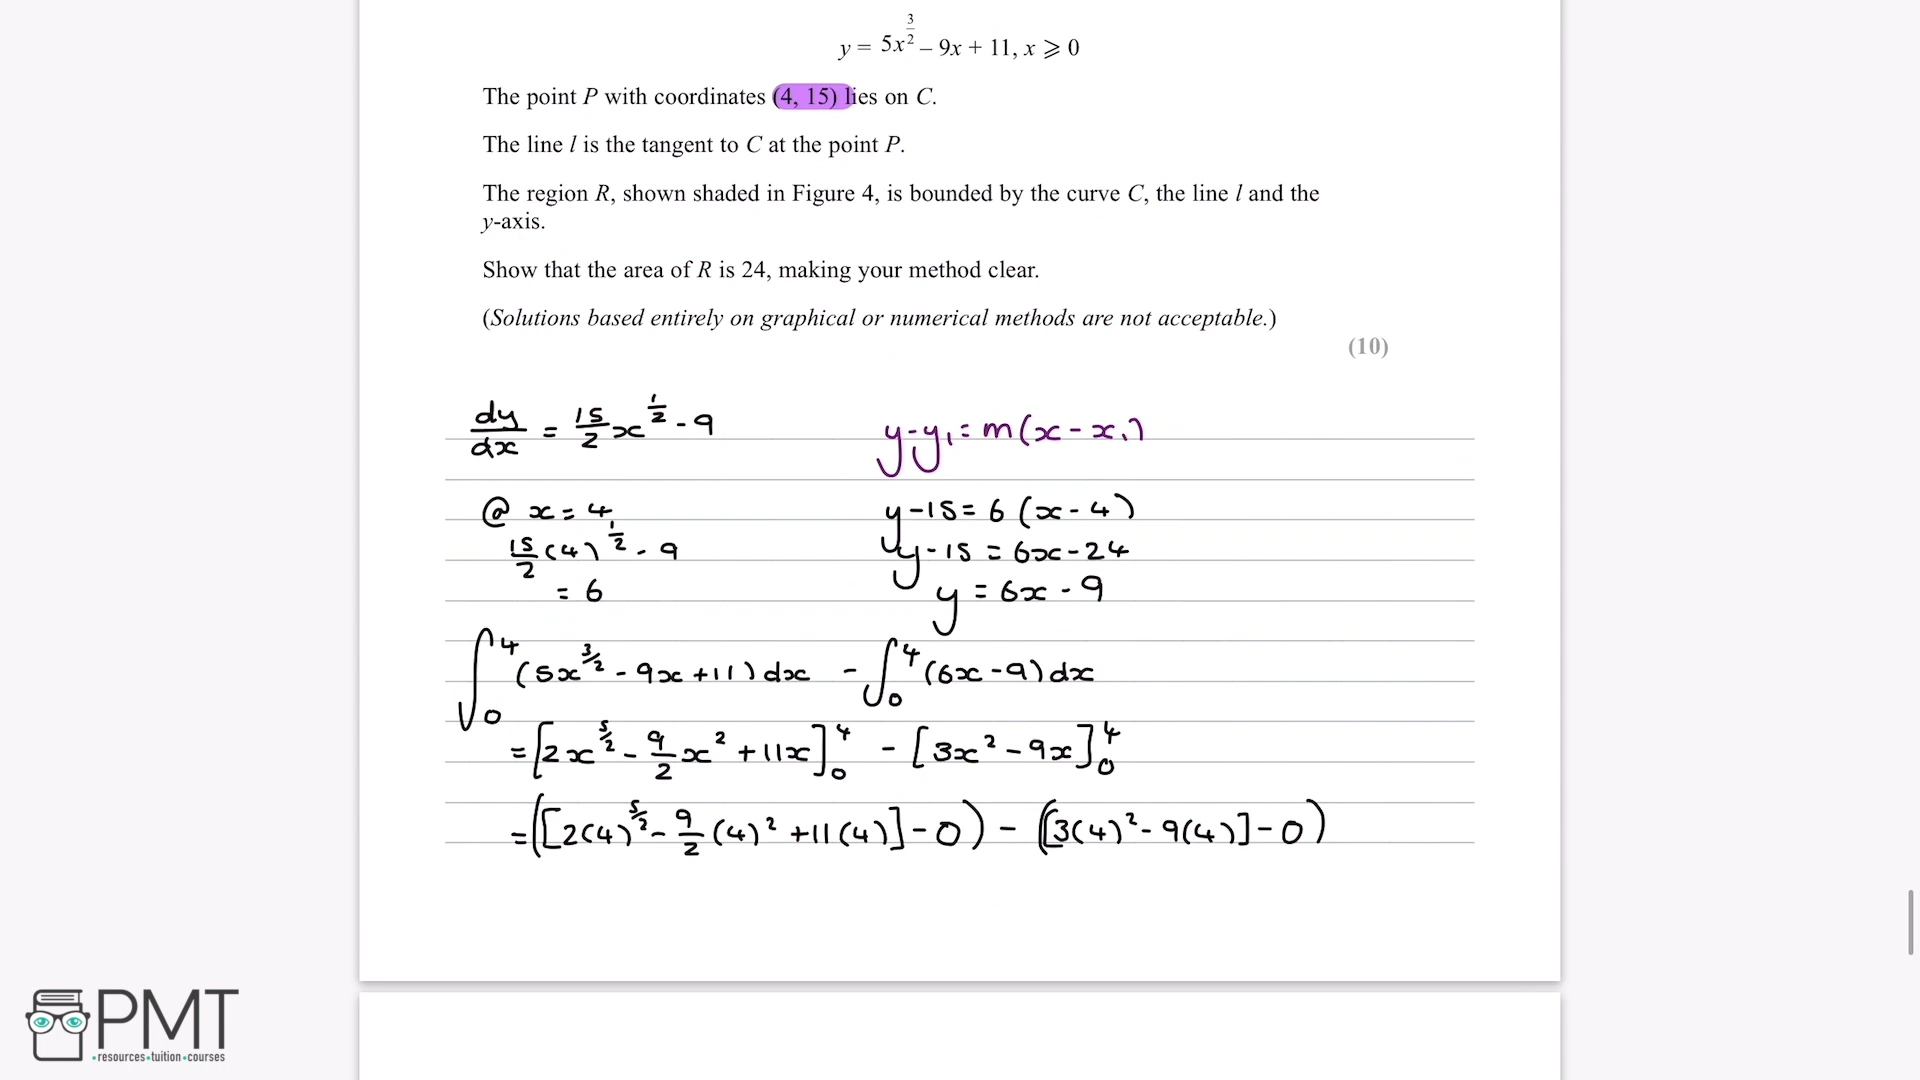 y = 5x^{3/2} – 9x + 11, x ⩾ 0
The point P with coordinates (4, 15) lies on C.
The line l is the tangent to C at the point P.
The region R, shown shaded in Figure 4, is bounded by the curve C, the line l and the
y-axis.
Show that the area of R is 24, making your method clear.
(Solutions based entirely on graphical or numerical methods are not acceptable.)
(10)
dy/dx = 15/2 x^{1/2} - 9
@ x = 4,
15/2 (4)^{1/2} - 9
= 6
y - y₁ = m(x - x₁)
y - 15 = 6 (x - 4)
y - 15 = 6x - 24
y = 6x - 9
∫₀⁴ (5x^{3/2} - 9x + 11) dx - ∫₀⁴ (6x - 9) dx
= [2x^{5/2} - 9/2 x² + 11x]₀⁴ - [3x² - 9x]₀⁴
= ([2(4)^{5/2} - 9/2 (4)² + 11(4)] - 0) - ([3(4)² - 9(4)] - 0)
PMT
•resources•tuition•courses